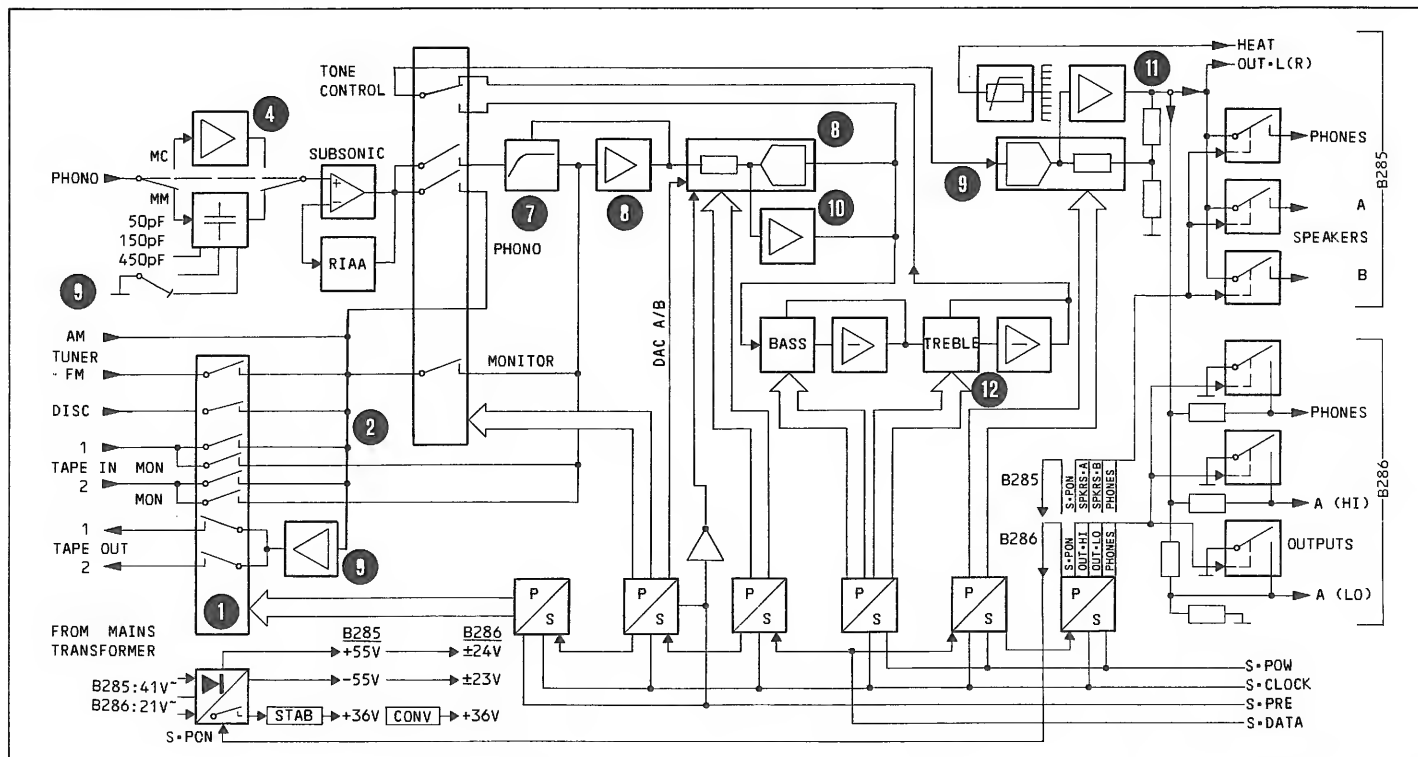 HEAT
OUT•L(R)
B285
TONE
CONTROL
11
4
8
MC
SUBSONIC
PHONO
MM
+
−
50pF
150pF
450pF
9
RIAA
7
8
10
9
PHONO
PHONES
A
SPEAKERS
B
AM
TUNER
FM
DISC
1
TAPE IN MON
2
MON
1
TAPE OUT
2
2
9
1
MONITOR
DAC A/B
BASS
−
TREBLE
−
12
PHONES
B286
A (HI)
OUTPUTS
A (LO)
B285
S•PON
SPKRS•A
SPKRS•B
PHONES
B286
S•PON
OUT•HI
OUT•LO
PHONES
P/S
P/S
P/S
P/S
P/S
P/S
FROM MAINS
TRANSFORMER
B285 B286
+55V ±24V
B285:41V~
−55V ±23V
B286:21V~
STAB +36V CONV +36V
S•PON
S•POW
S•CLOCK
S•PRE
S•DATA